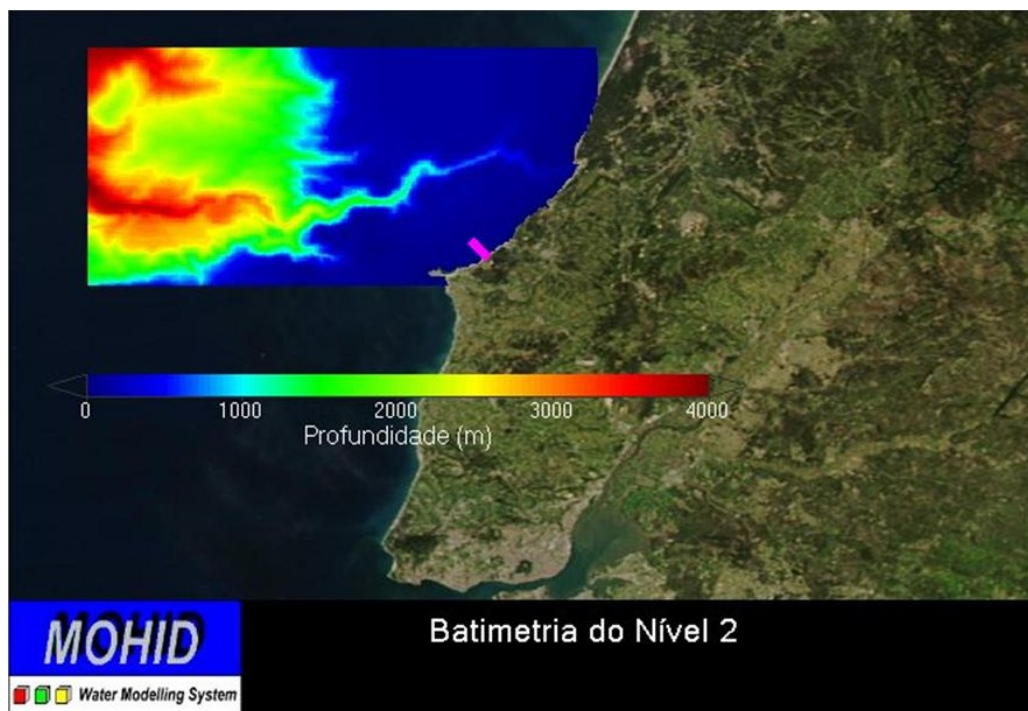 0 1000 2000 3000 4000
Profundidade (m)
MOHID
Water Modelling System
Batimetria do Nível 2